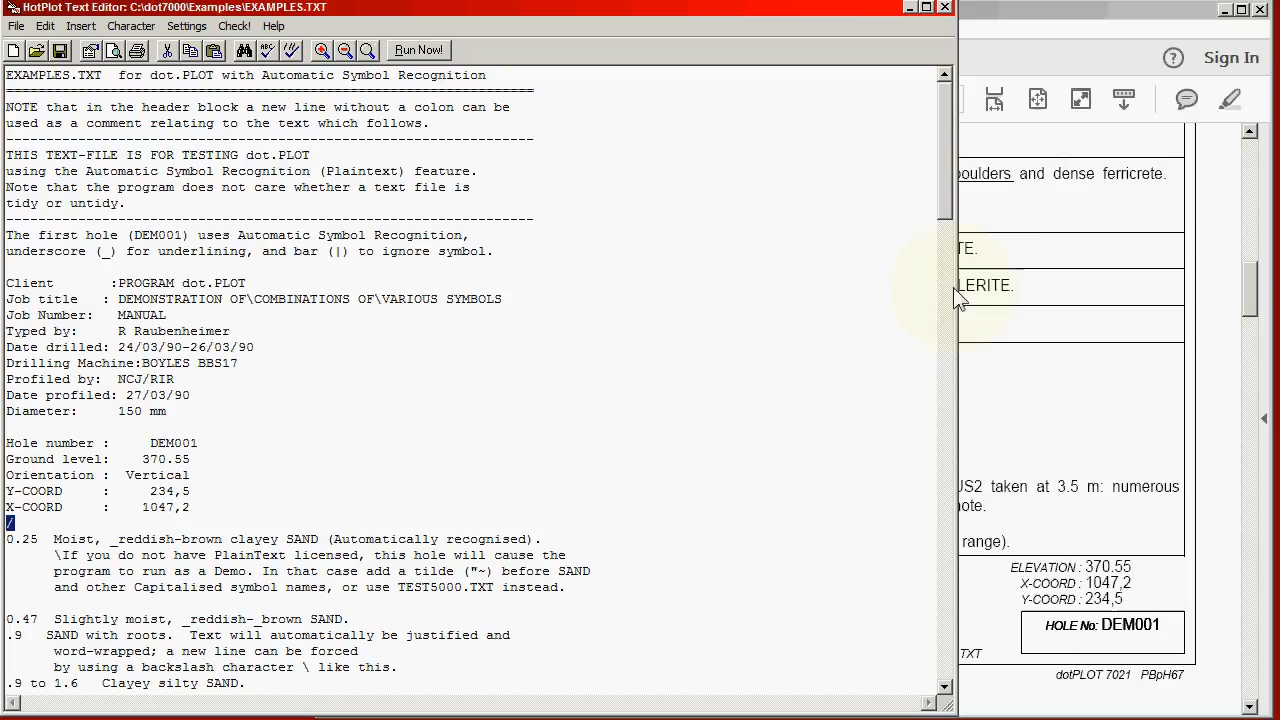 HotPlot Text Editor: C:\dot7000\Examples\EXAMPLES.TXT
File Edit Insert Character Settings Check! Help
Run Now!
EXAMPLES.TXT  for dot.PLOT with Automatic Symbol Recognition
==================================================================
NOTE that in the header block a new line without a colon can be
used as a comment relating to the text which follows.
------------------------------------------------------------------
THIS TEXT-FILE IS FOR TESTING dot.PLOT
using the Automatic Symbol Recognition (Plaintext) feature.
Note that the program does not care whether a text file is
tidy or untidy.
------------------------------------------------------------------
The first hole (DEM001) uses Automatic Symbol Recognition,
underscore (_) for underlining, and bar (|) to ignore symbol.
Client       :PROGRAM dot.PLOT
Job title : DEMONSTRATION OF\COMBINATIONS OF\VARIOUS SYMBOLS
Job Number:   MANUAL
Typed by:     R Raubenheimer
Date drilled: 24/03/90-26/03/90
Drilling Machine:BOYLES BBS17
Profiled by:  NCJ/RIR
Date profiled: 27/03/90
Diameter:     150 mm
Hole number :     DEM001
Ground level:    370.55
Orientation :  Vertical
Y-COORD     :     234,5
X-COORD     :    1047,2
/
0.25  Moist, _reddish-brown clayey SAND (Automatically recognised).
\If you do not have PlainText licensed, this hole will cause the
program to run as a Demo. In that case add a tilde ("~) before SAND
and other Capitalised symbol names, or use TEST5000.TXT instead.
0.47  Slightly moist, _reddish-_brown SAND.
.9   SAND with roots.  Text will automatically be justified and
word-wrapped; a new line can be forced
by using a backslash character \ like this.
.9 to 1.6   Clayey silty SAND.
Sign In
boulders and dense ferricrete.
TE.
LERITE.
US2 taken at 3.5 m: numerous
note.
range).
ELEVATION : 370.55
X-COORD : 1047,2
Y-COORD : 234,5
HOLE No: DEM001
TXT
dotPLOT 7021 PBpH67